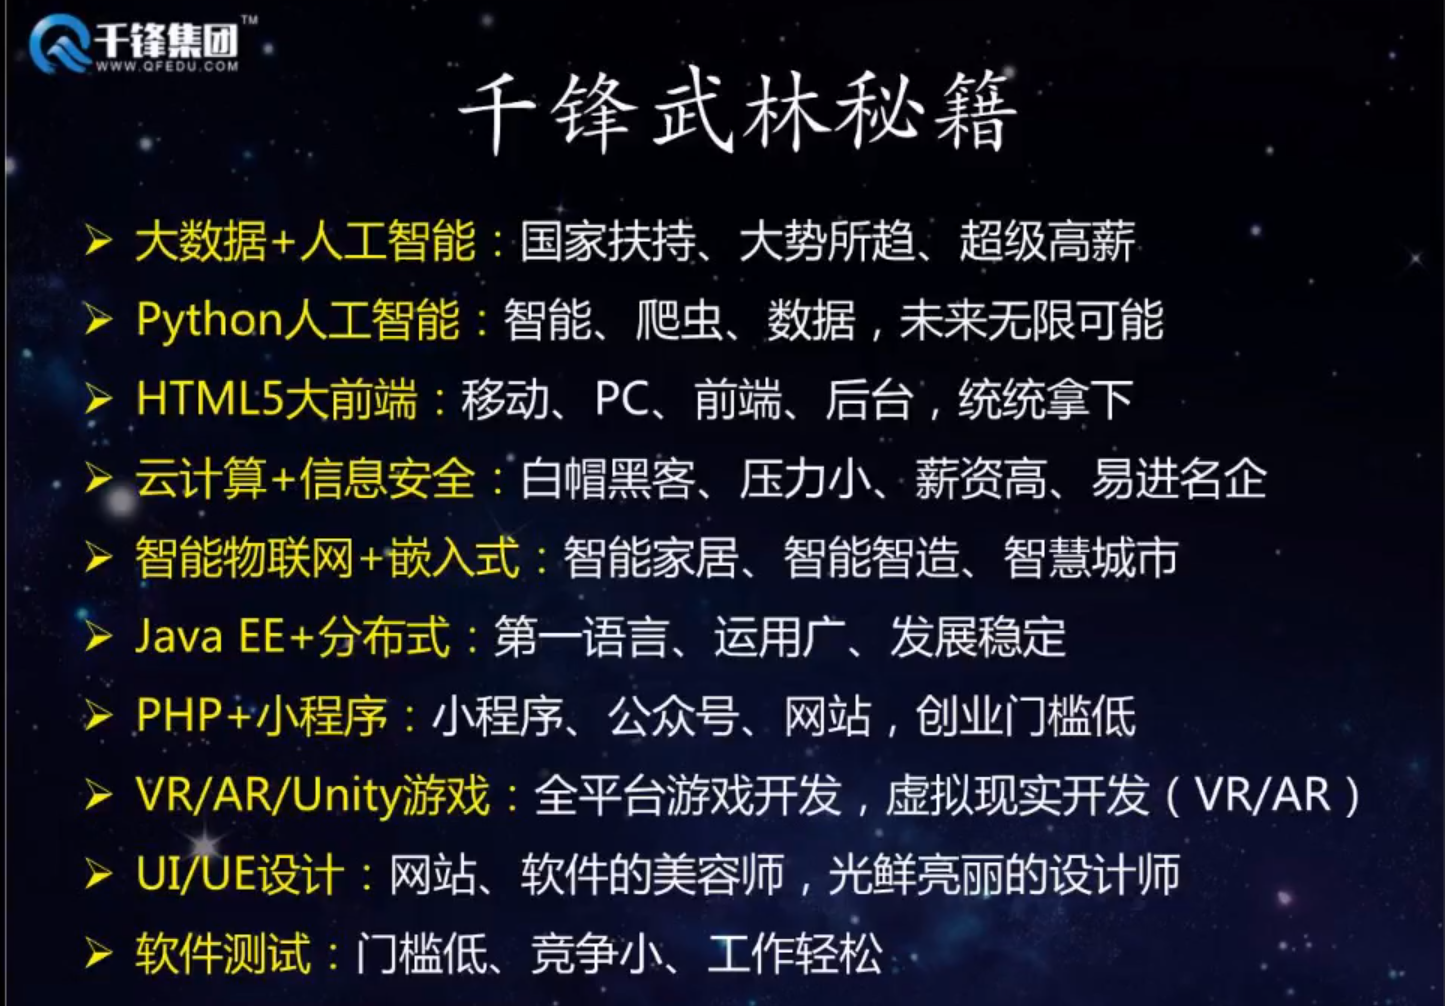 千锋集团™
WWW.QFEDU.COM
千锋武林秘籍
➢ 大数据+人工智能：国家扶持、大势所趋、超级高薪
➢ Python人工智能：智能、爬虫、数据，未来无限可能
➢ HTML5大前端：移动、PC、前端、后台，统统拿下
➢ 云计算+信息安全：白帽黑客、压力小、薪资高、易进名企
➢ 智能物联网+嵌入式：智能家居、智能智造、智慧城市
➢ Java EE+分布式：第一语言、运用广、发展稳定
➢ PHP+小程序：小程序、公众号、网站，创业门槛低
➢ VR/AR/Unity游戏：全平台游戏开发，虚拟现实开发（VR/AR）
➢ UI/UE设计：网站、软件的美容师，光鲜亮丽的设计师
➢ 软件测试：门槛低、竞争小、工作轻松